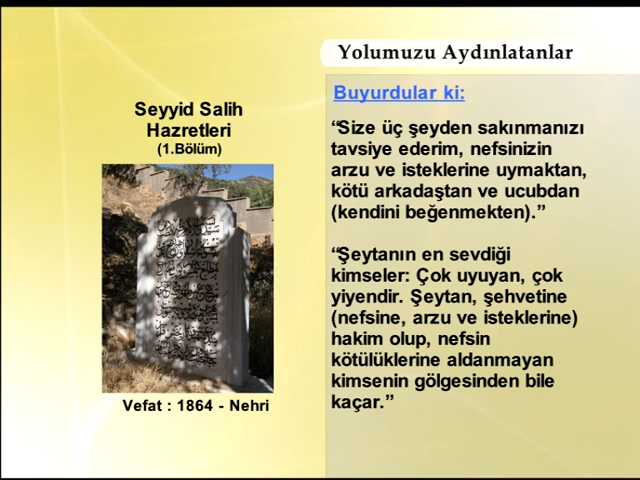 Yolumuzu Aydınlatanlar
Seyyid Salih
Hazretleri
(1.Bölüm)
Vefat : 1864 - Nehri
Buyurdular ki:
“Size üç şeyden sakınmanızı
tavsiye ederim, nefsinizin
arzu ve isteklerine uymaktan,
kötü arkadaştan ve ucubdan
(kendini beğenmekten).”
“Şeytanın en sevdiği
kimseler: Çok uyuyan, çok
yiyendir. Şeytan, şehvetine
(nefsine, arzu ve isteklerine)
hakim olup, nefsin
kötülüklerine aldanmayan
kimsenin gölgesinden bile
kaçar.”